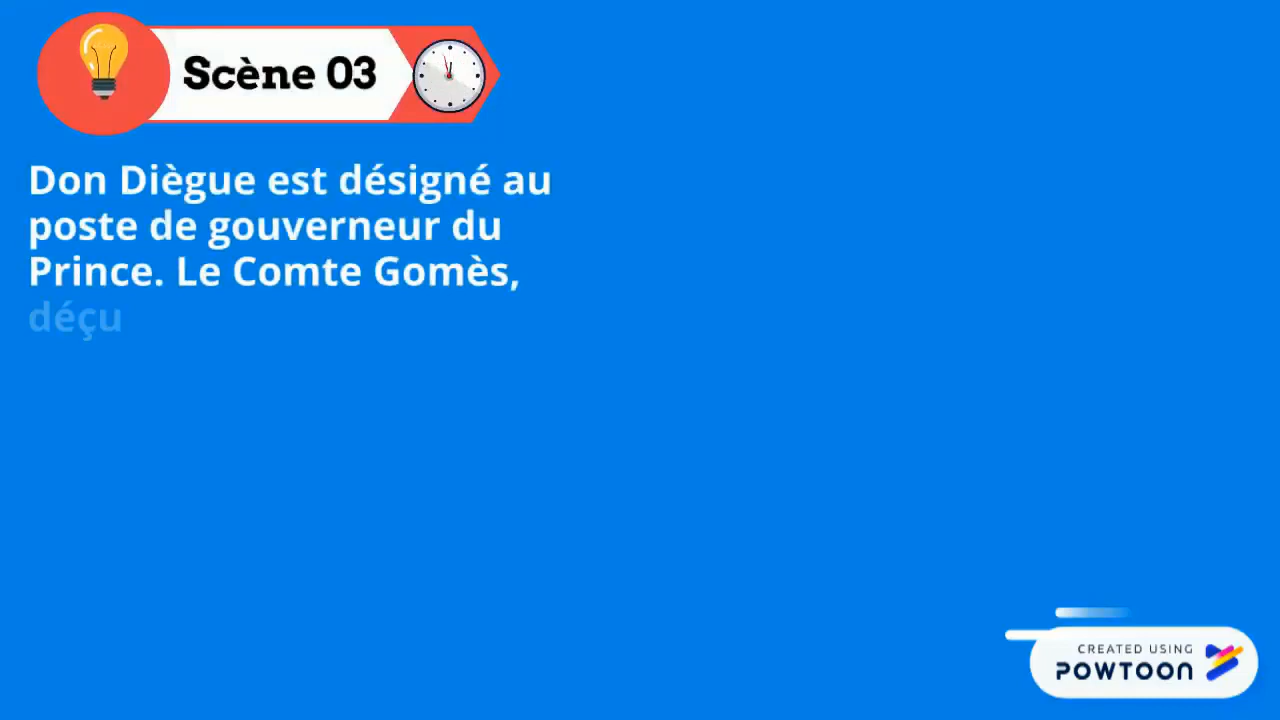 Scène 03
Don Diègue est désigné au
poste de gouverneur du
Prince. Le Comte Gomès,
déçu
CREATED USING
POWTOON